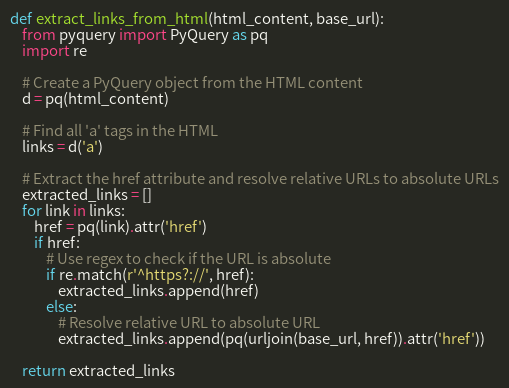 def extract_links_from_html(html_content, base_url):
    from pyquery import PyQuery as pq
    import re

    # Create a PyQuery object from the HTML content
    d = pq(html_content)

    # Find all 'a' tags in the HTML
    links = d('a')

    # Extract the href attribute and resolve relative URLs to absolute URLs
    extracted_links = []
    for link in links:
        href = pq(link).attr('href')
        if href:
            # Use regex to check if the URL is absolute
            if re.match(r'^https?://', href):
                extracted_links.append(href)
            else:
                # Resolve relative URL to absolute URL
                extracted_links.append(pq(urljoin(base_url, href)).attr('href'))

    return extracted_links